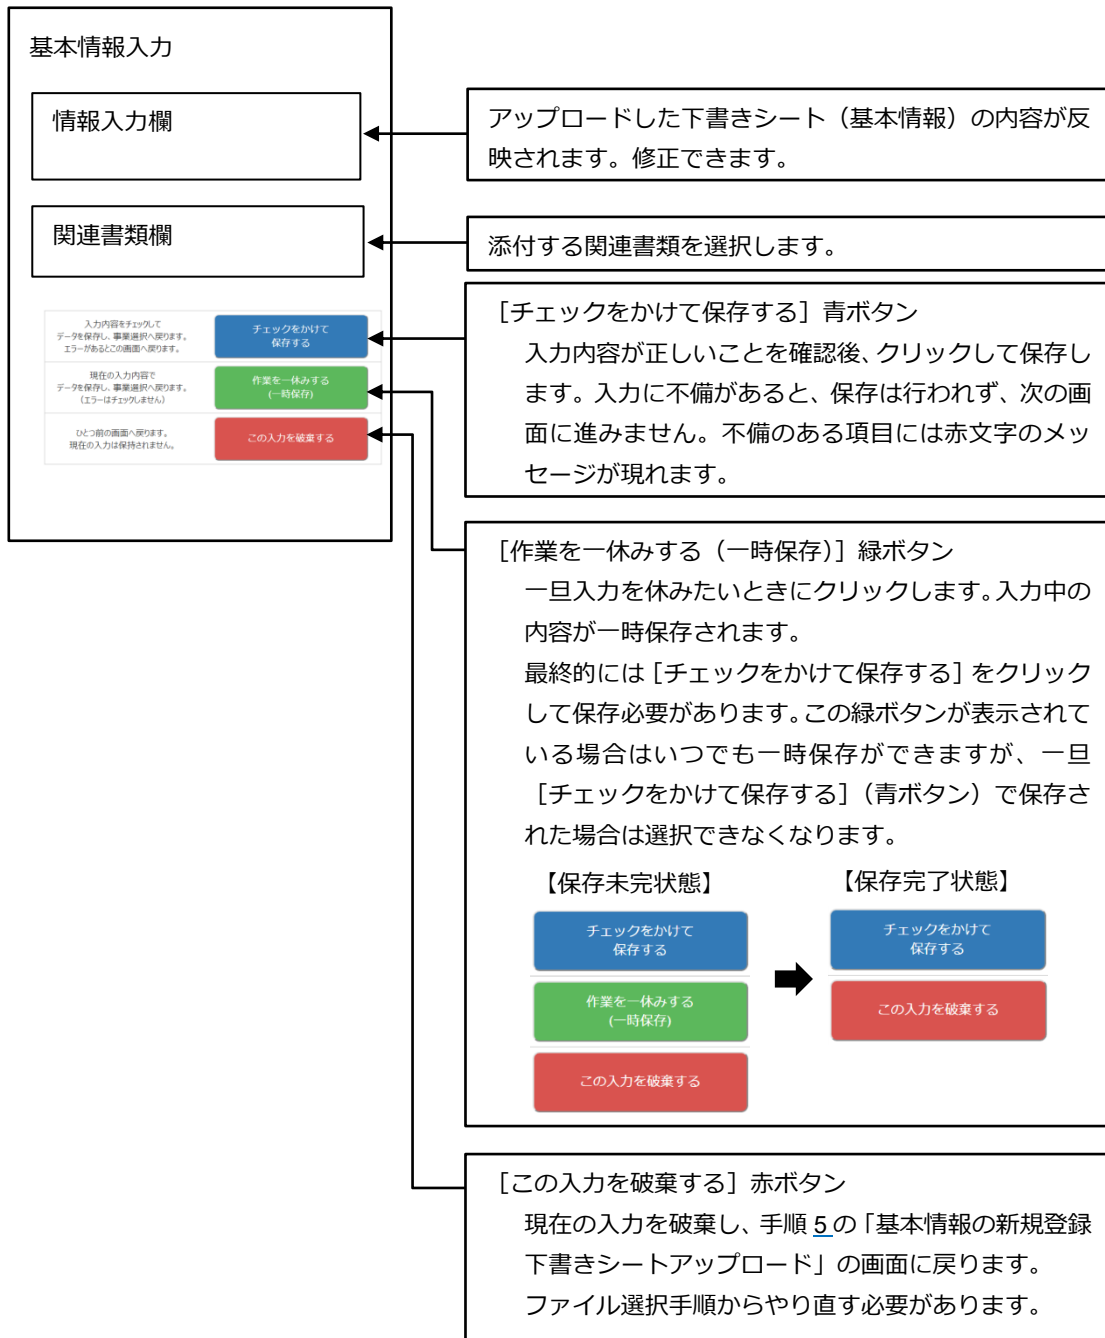 基本情報入力
情報入力欄
アップロードした下書きシート（基本情報）の内容が反
映されます。修正できます。
関連書類欄
添付する関連書類を選択します。
入力内容をチェックして
データを保存し、事業選択へ戻ります。
エラーがあるとこの画面へ戻ります。
チェックをかけて
保存する
現在の入力内容で
データを保存し、事業選択へ戻ります。
（エラーはチェックしません）
作業を一休みする
(一時保存)
ひとつ前の画面へ戻ります。
現在の入力は保持されません。
この入力を破棄する
［チェックをかけて保存する］青ボタン
入力内容が正しいことを確認後、クリックして保存し
ます。入力に不備があると、保存は行われず、次の画
面に進みません。不備のある項目には赤文字のメッ
セージが現れます。
［作業を一休みする（一時保存）］緑ボタン
一旦入力を休みたいときにクリックします。入力中の
内容が一時保存されます。
最終的には［チェックをかけて保存する］をクリック
して保存必要があります。この緑ボタンが表示されて
いる場合はいつでも一時保存ができますが、一旦
［チェックをかけて保存する］（青ボタン）で保存さ
れた場合は選択できなくなります。
【保存未完状態】
チェックをかけて
保存する
作業を一休みする
(一時保存)
この入力を破棄する
【保存完了状態】
チェックをかけて
保存する
この入力を破棄する
［この入力を破棄する］赤ボタン
現在の入力を破棄し、手順 5 の「基本情報の新規登録
下書きシートアップロード」の画面に戻ります。
ファイル選択手順からやり直す必要があります。